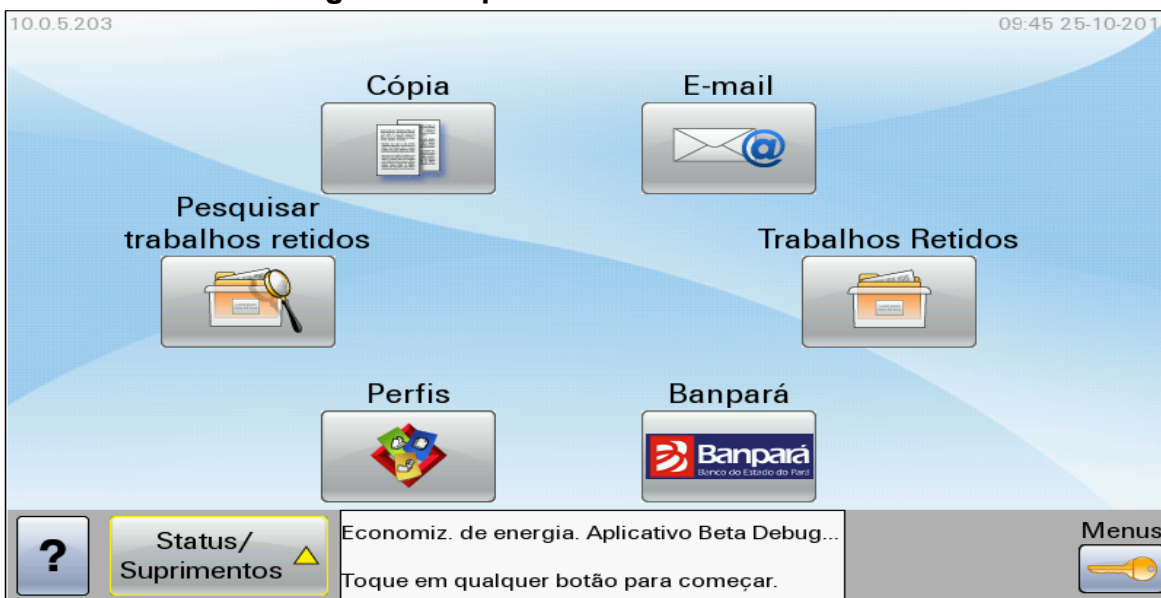 10.0.5.203
09:45 25-10-201
Cópia
E-mail
Pesquisar
trabalhos retidos
Trabalhos Retidos
Perfis
Banpará
Banpará
Banco do Estado do Pará
?
Status/
Suprimentos
Economiz. de energia. Aplicativo Beta Debug...
Toque em qualquer botão para começar.
Menus